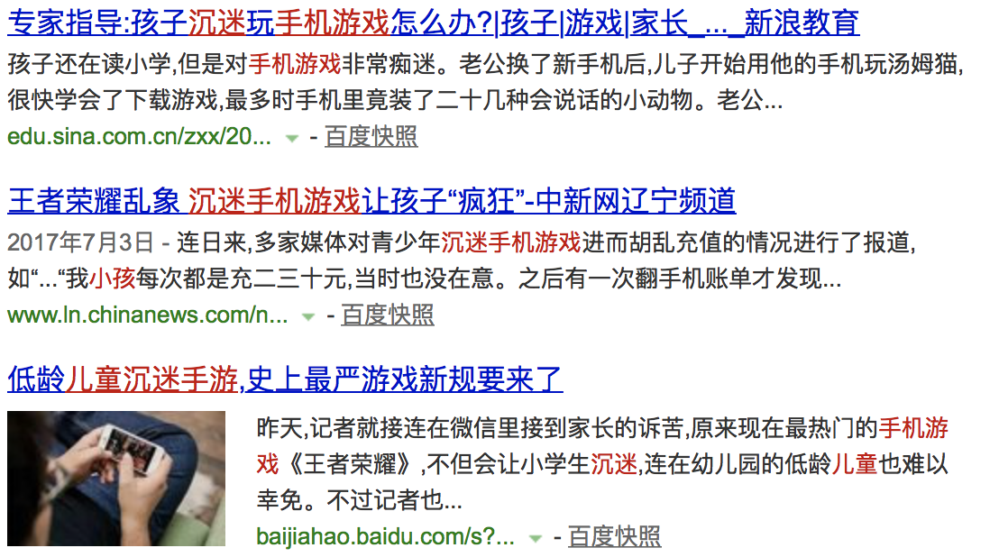 专家指导:孩子沉迷玩手机游戏怎么办?|孩子|游戏|家长_..._新浪教育
孩子还在读小学,但是对手机游戏非常痴迷。老公换了新手机后,儿子开始用他的手机玩汤姆猫,
很快学会了下载游戏,最多时手机里竟装了二十几种会说话的小动物。老公...
edu.sina.com.cn/zxx/20... - 百度快照
王者荣耀乱象 沉迷手机游戏让孩子“疯狂”-中新网辽宁频道
2017年7月3日 - 连日来,多家媒体对青少年沉迷手机游戏进而胡乱充值的情况进行了报道,
如“...“我小孩每次都是充二三十元,当时也没在意。之后有一次翻手机账单才发现...
www.ln.chinanews.com/n... - 百度快照
低龄儿童沉迷手游,史上最严游戏新规要来了
昨天,记者就接连在微信里接到家长的诉苦,原来现在最热门的手机游
戏《王者荣耀》,不但会让小学生沉迷,连在幼儿园的低龄儿童也难以
幸免。不过记者也...
baijiahao.baidu.com/s?... - 百度快照